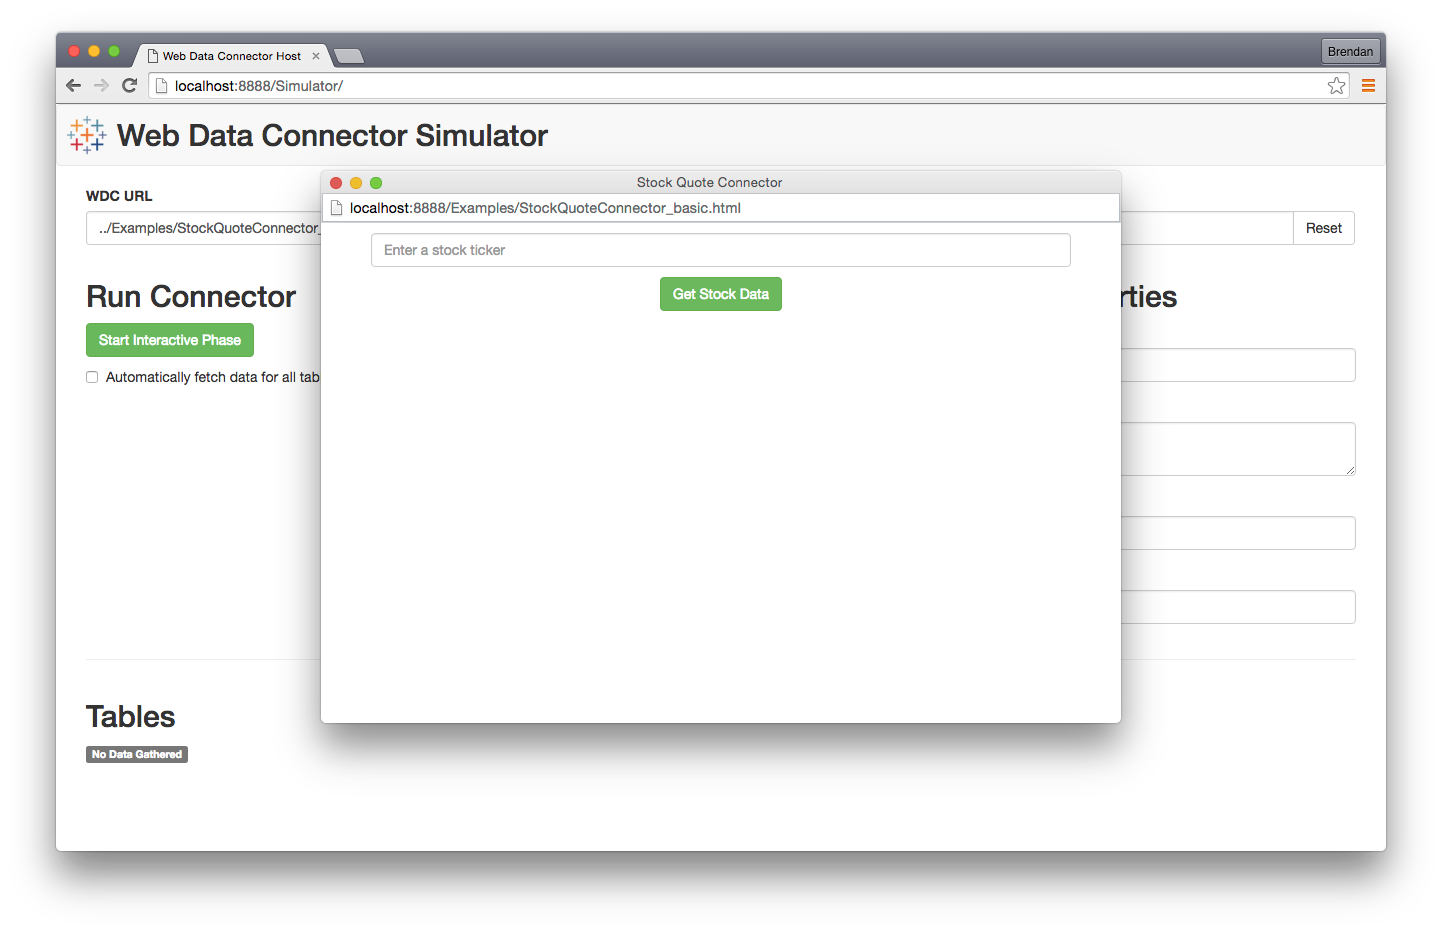 Web Data Connector Host
Brendan
localhost:8888/Simulator/
Web Data Connector Simulator
Stock Quote Connector
localhost:8888/Examples/StockQuoteConnector_basic.html
WDC URL
../Examples/StockQuoteConnector_
Reset
Enter a stock ticker
Get Stock Data
Run Connector
rties
Start Interactive Phase
Automatically fetch data for all tab
Tables
No Data Gathered